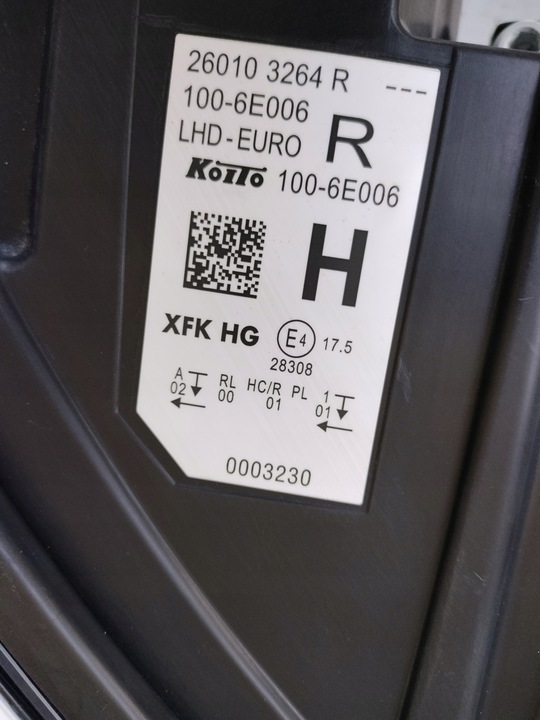 26010 3264 R ---
100-6E006
LHD-EURO R
KOITO 100-6E006
H
XFK HG E4 17.5
28308
A RL HC/R PL 1
02 00 01 01
0003230